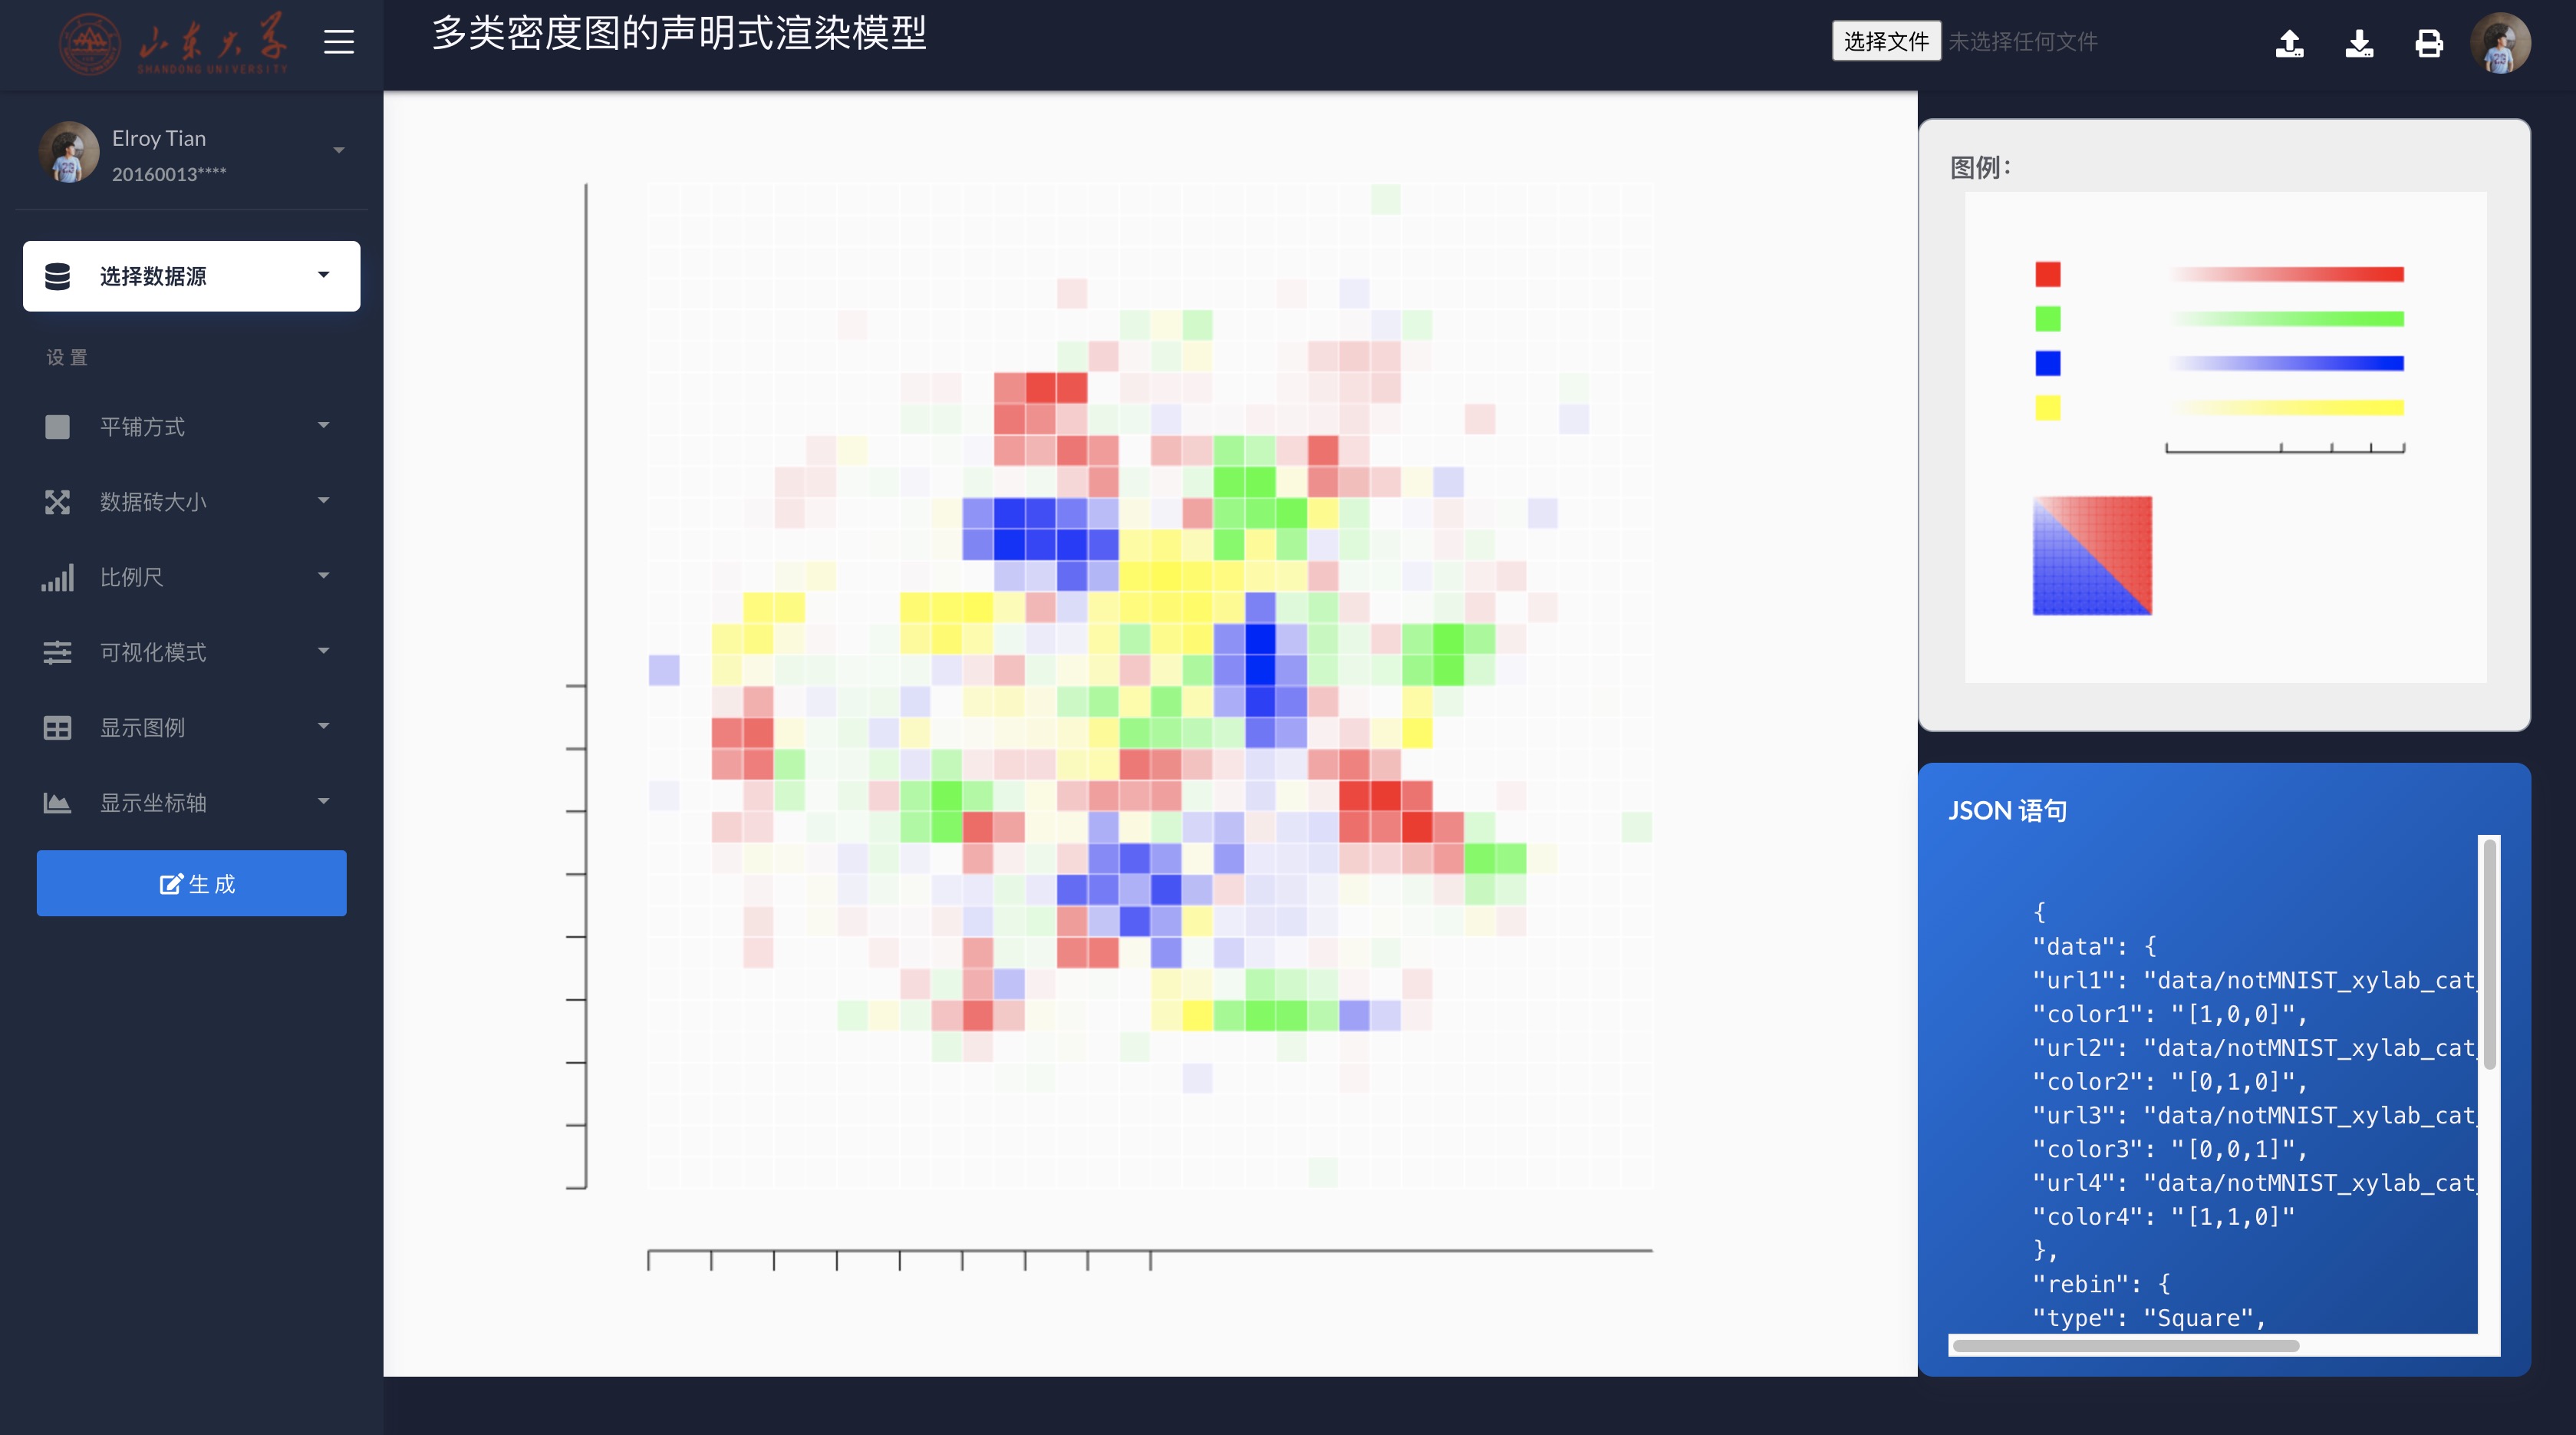 山东大学
SHANDONG UNIVERSITY
多类密度图的声明式渲染模型
选择文件 未选择任何文件
Elroy Tian
20160013****
选择数据源
设 置
平铺方式
数据砖大小
比例尺
可视化模式
显示图例
显示坐标轴
生 成
图例：
JSON 语句
{
"data": {
"url1": "data/notMNIST_xylab_cat_
"color1": "[1,0,0]",
"url2": "data/notMNIST_xylab_cat_
"color2": "[0,1,0]",
"url3": "data/notMNIST_xylab_cat_
"color3": "[0,0,1]",
"url4": "data/notMNIST_xylab_cat_
"color4": "[1,1,0]"
},
"rebin": {
"type": "Square",